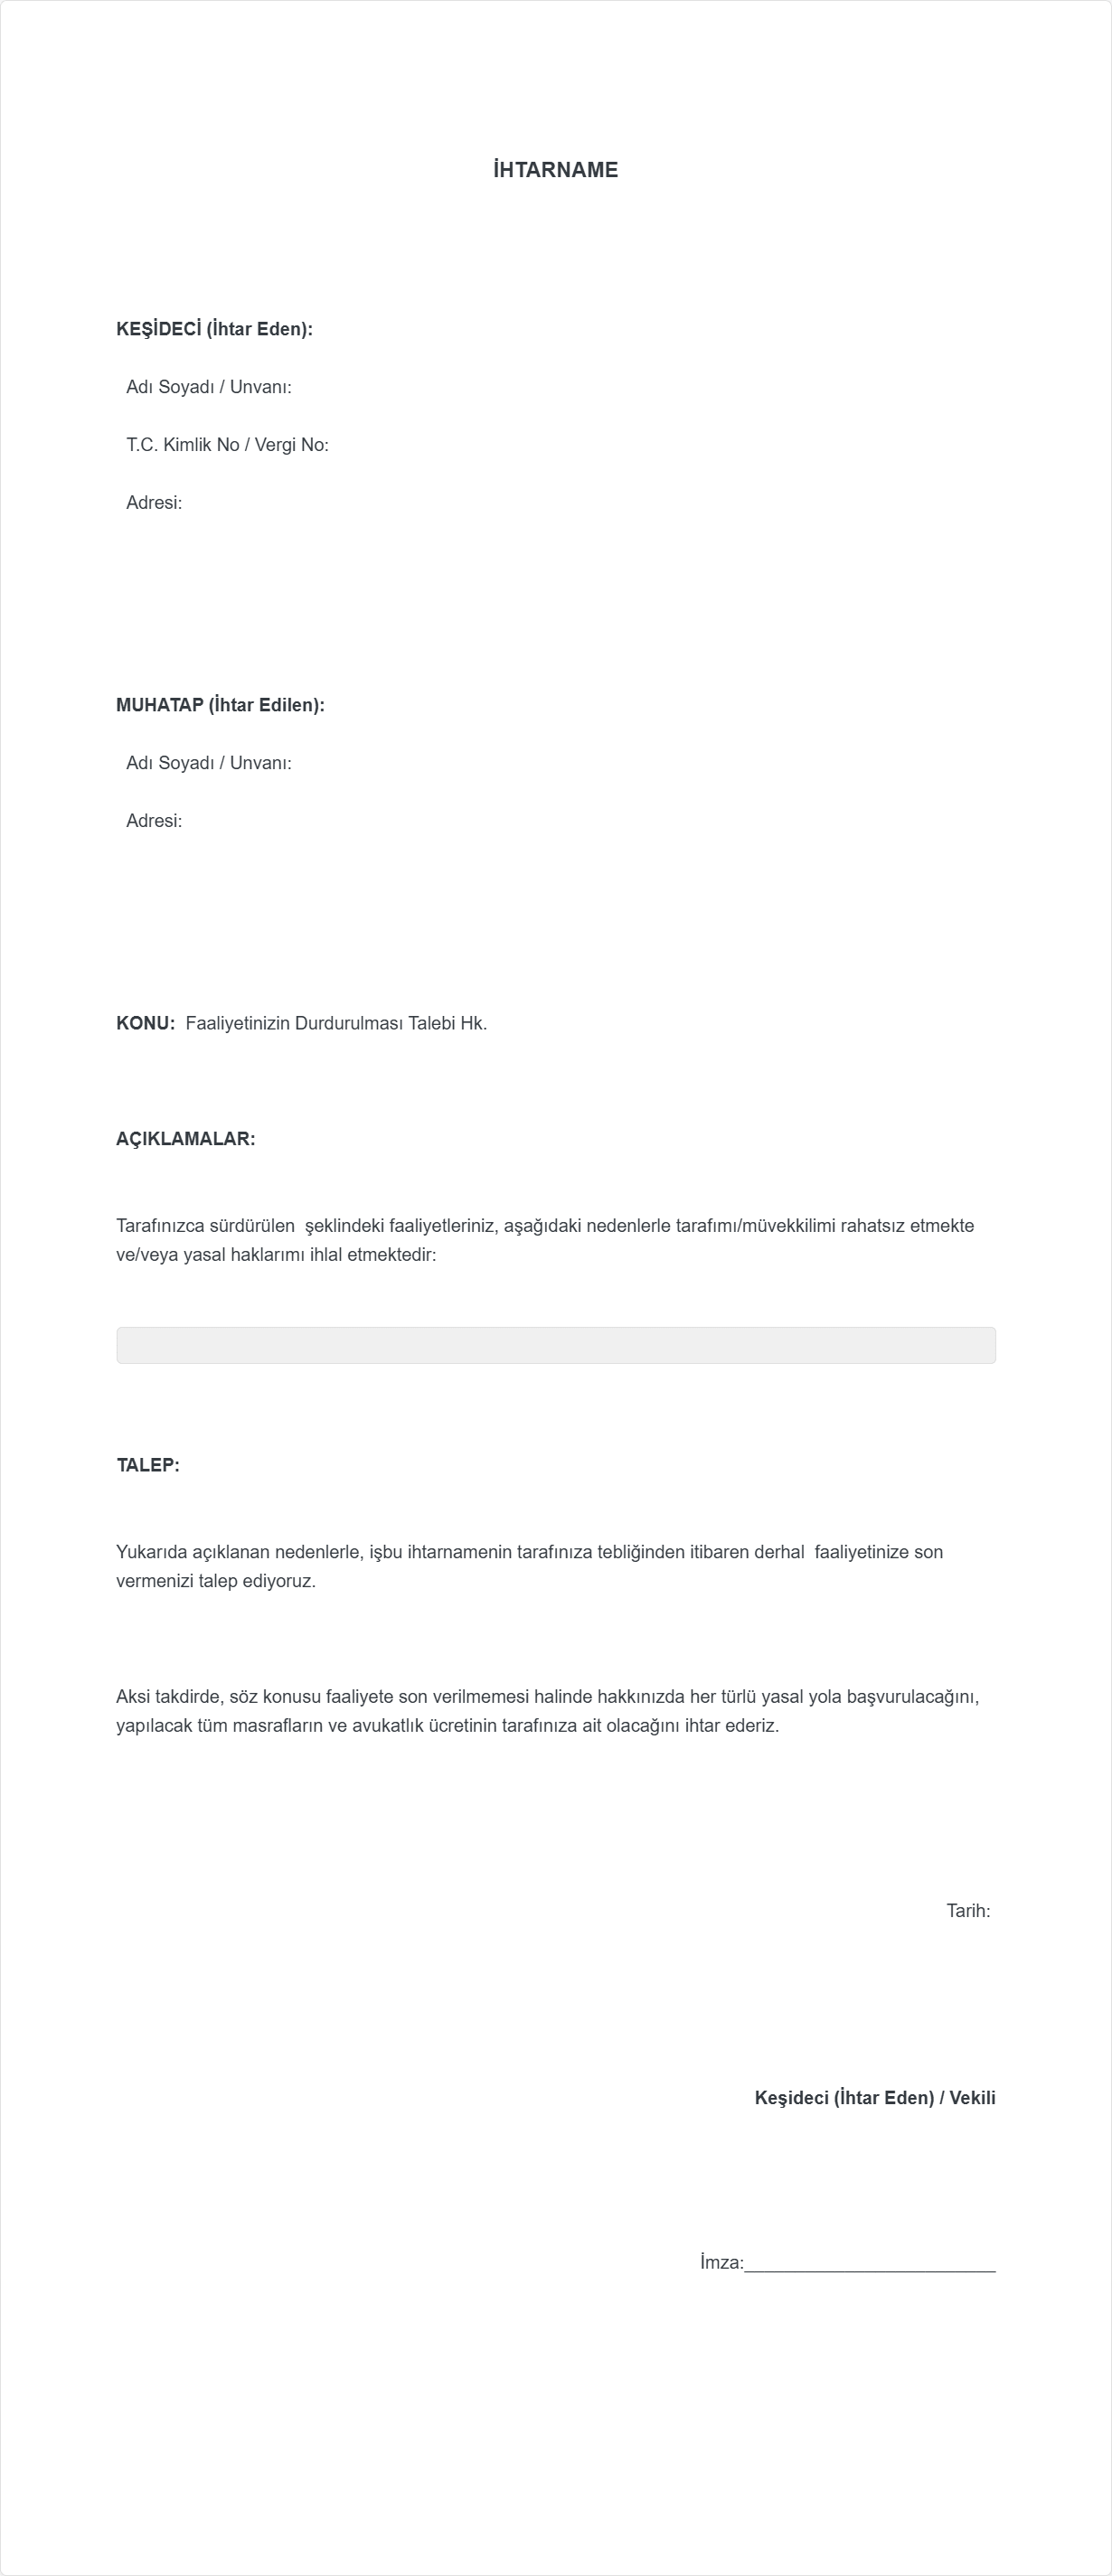 İHTARNAME
KEŞİDECİ (İhtar Eden):
Adı Soyadı / Unvanı:
T.C. Kimlik No / Vergi No:
Adresi:
MUHATAP (İhtar Edilen):
Adı Soyadı / Unvanı:
Adresi:
KONU:  Faaliyetinizin Durdurulması Talebi Hk.
AÇIKLAMALAR:
Tarafınızca sürdürülen  şeklindeki faaliyetleriniz, aşağıdaki nedenlerle tarafımı/müvekkilimi rahatsız etmekte
ve/veya yasal haklarımı ihlal etmektedir:
TALEP:
Yukarıda açıklanan nedenlerle, işbu ihtarnamenin tarafınıza tebliğinden itibaren derhal  faaliyetinize son
vermenizi talep ediyoruz.
Aksi takdirde, söz konusu faaliyete son verilmemesi halinde hakkınızda her türlü yasal yola başvurulacağını,
yapılacak tüm masrafların ve avukatlık ücretinin tarafınıza ait olacağını ihtar ederiz.
Tarih:
Keşideci (İhtar Eden) / Vekili
İmza:_________________________